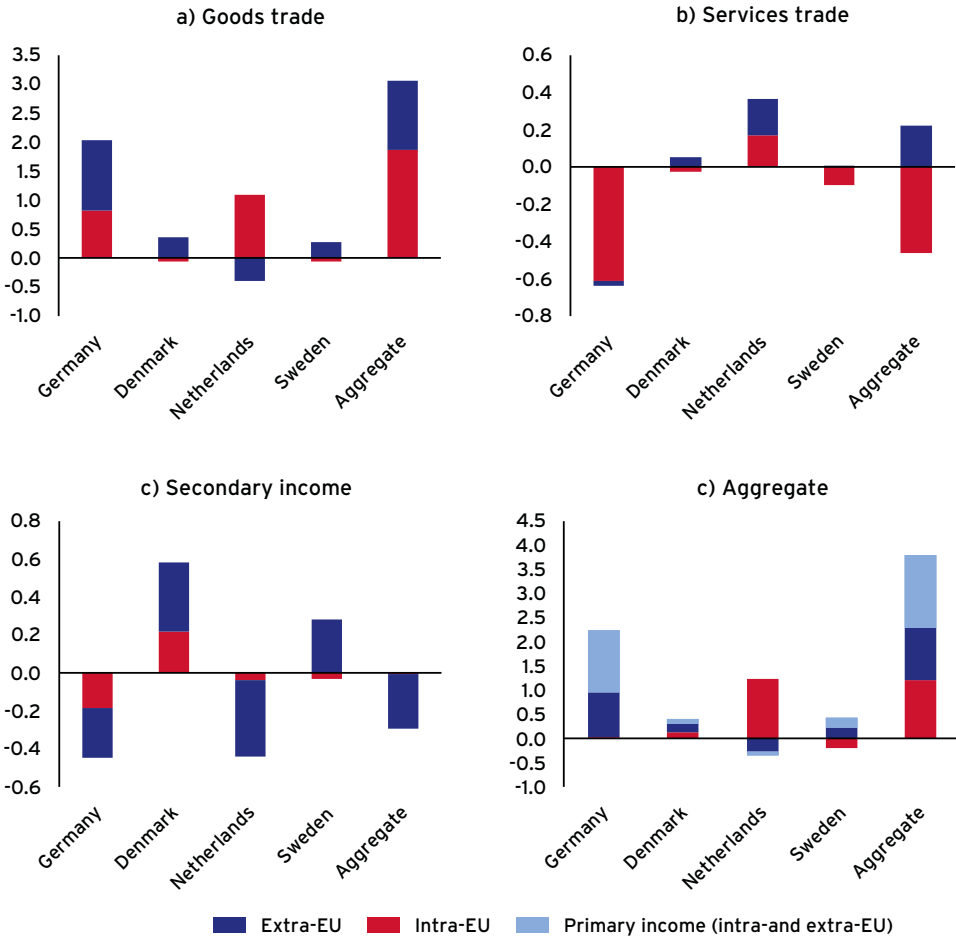 a) Goods trade
3.5
3.0
2.5
2.0
1.5
1.0
0.5
0.0
-0.5
-1.0
Germany
Denmark
Netherlands
Sweden
Aggregate
b) Services trade
0.6
0.4
0.2
0.0
-0.2
-0.4
-0.6
-0.8
Germany
Denmark
Netherlands
Sweden
Aggregate
c) Secondary income
0.8
0.6
0.4
0.2
0.0
-0.2
-0.4
-0.6
Germany
Denmark
Netherlands
Sweden
Aggregate
c) Aggregate
4.5
4.0
3.5
3.0
2.5
2.0
1.5
1.0
0.5
0.0
-0.5
-1.0
Germany
Denmark
Netherlands
Sweden
Aggregate
Extra-EU Intra-EU Primary income (intra-and extra-EU)